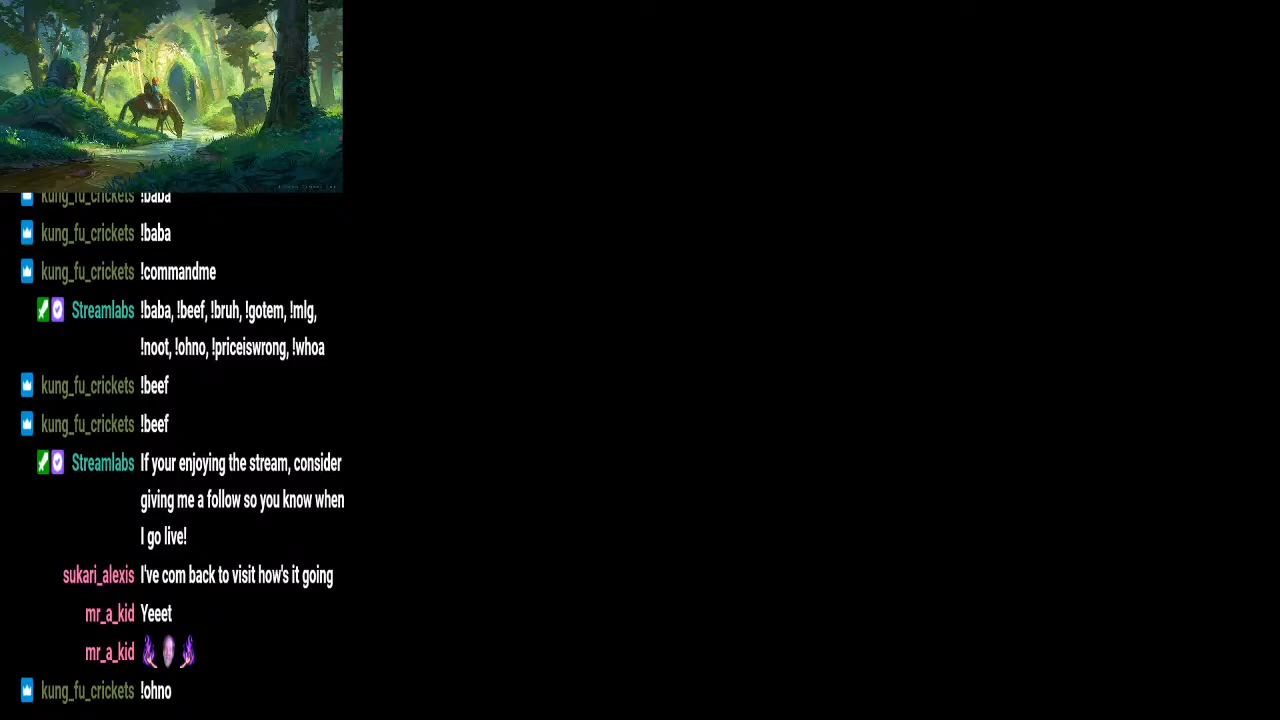 kung_fu_crickets !baba
kung_fu_crickets !baba
kung_fu_crickets !commandme
Streamlabs !baba, !beef, !bruh, !gotem, !mlg,
!noot, !ohno, !priceiswrong, !whoa
kung_fu_crickets !beef
kung_fu_crickets !beef
Streamlabs If your enjoying the stream, consider
giving me a follow so you know when
I go live!
sukari_alexis I've com back to visit how's it going
mr_a_kid Yeeet
mr_a_kid
kung_fu_crickets !ohno